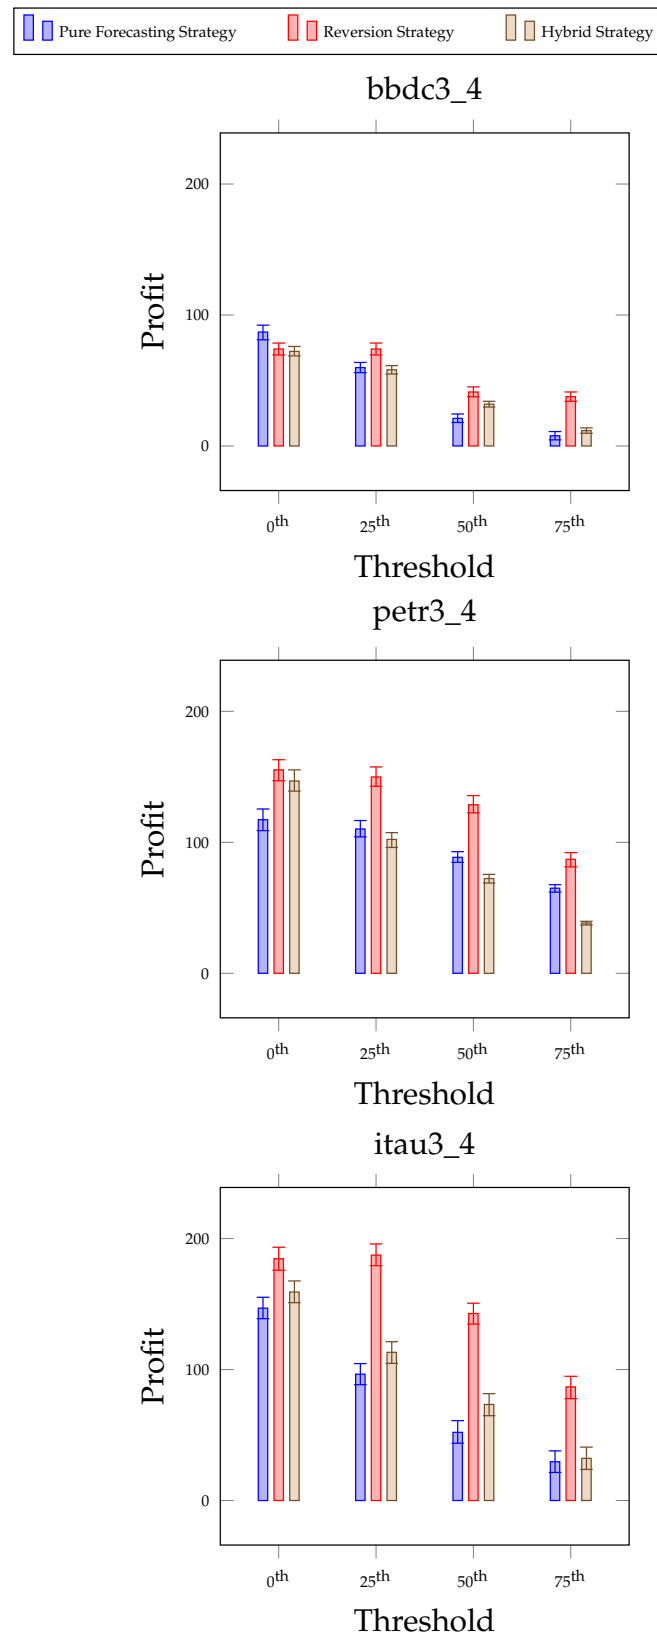 Pure Forecasting Strategy Reversion Strategy Hybrid Strategy
bbdc3_4
200
100
0
Profit
0th 25th 50th 75th
Threshold
petr3_4
200
100
0
Profit
0th 25th 50th 75th
Threshold
itau3_4
200
100
0
Profit
0th 25th 50th 75th
Threshold